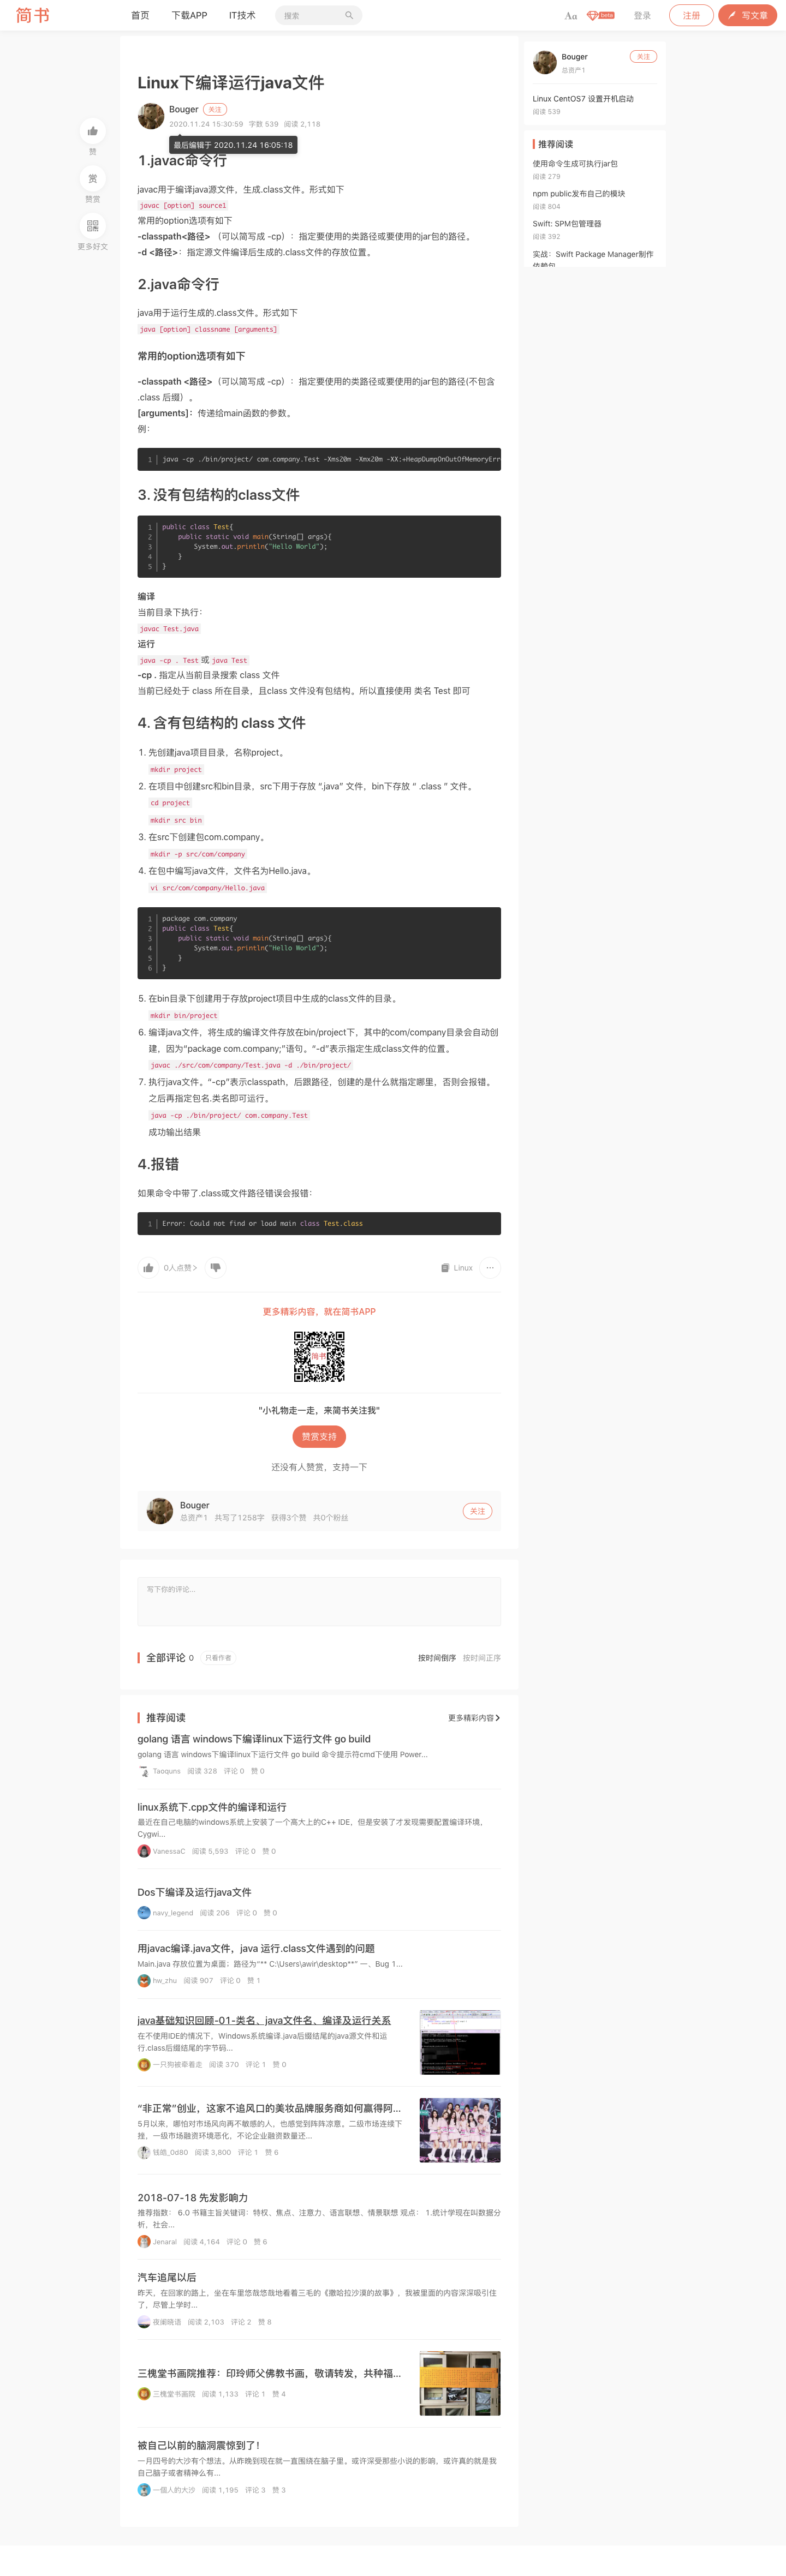 简书
首页
下载APP
IT技术
搜索
Aa
beta
登录
注册
写文章
Linux下编译运行java文件
Bouger
关注
2020.11.24 15:30:59 字数 539 阅读 2,118
最后编辑于 2020.11.24 16:05:18
赞
赏
赞赏
更多好文
1.javac命令行
javac用于编译java源文件，生成.class文件。形式如下
javac [option] source1
常用的option选项有如下
-classpath<路径> （可以简写成 -cp）：指定要使用的类路径或要使用的jar包的路径。
-d <路径>：指定源文件编译后生成的.class文件的存放位置。
2.java命令行
java用于运行生成的.class文件。形式如下
java [option] classname [arguments]
常用的option选项有如下
-classpath <路径>（可以简写成 -cp）：指定要使用的类路径或要使用的jar包的路径(不包含
.class 后缀) 。
[arguments]：传递给main函数的参数。
例：
1 java -cp ./bin/project/ com.company.Test -Xms20m -Xmx20m -XX:+HeapDumpOnOutOfMemoryErr
3. 没有包结构的class文件
1 public class Test{
2 public static void main(String[] args){
3 System.out.println("Hello World");
4 }
5 }
编译
当前目录下执行：
javac Test.java
运行
java -cp . Test 或 java Test
-cp . 指定从当前目录搜索 class 文件
当前已经处于 class 所在目录，且class 文件没有包结构。所以直接使用 类名 Test 即可
4. 含有包结构的 class 文件
1. 先创建java项目目录，名称project。
mkdir project
2. 在项目中创建src和bin目录，src下用于存放 “.java” 文件，bin下存放 “ .class ” 文件。
cd project
mkdir src bin
3. 在src下创建包com.company。
mkdir -p src/com/company
4. 在包中编写java文件，文件名为Hello.java。
vi src/com/company/Hello.java
1 package com.company
2 public class Test{
3 public static void main(String[] args){
4 System.out.println("Hello World");
5 }
6 }
5. 在bin目录下创建用于存放project项目中生成的class文件的目录。
mkdir bin/project
6. 编译java文件，将生成的编译文件存放在bin/project下，其中的com/company目录会自动创
建，因为“package com.company;”语句。“-d”表示指定生成class文件的位置。
javac ./src/com/company/Test.java -d ./bin/project/
7. 执行java文件。“-cp”表示classpath，后跟路径，创建的是什么就指定哪里，否则会报错。
之后再指定包名.类名即可运行。
java -cp ./bin/project/ com.company.Test
成功输出结果
4.报错
如果命令中带了.class或文件路径错误会报错：
1 Error: Could not find or load main class Test.class
0人点赞
Linux
更多精彩内容，就在简书APP
简书
"小礼物走一走，来简书关注我"
赞赏支持
还没有人赞赏，支持一下
Bouger
总资产1 共写了1258字 获得3个赞 共0个粉丝
关注
写下你的评论...
全部评论 0 只看作者
按时间倒序 按时间正序
推荐阅读
更多精彩内容
golang 语言 windows下编译linux下运行文件 go build
golang 语言 windows下编译linux下运行文件 go build 命令提示符cmd下使用 Power...
Taoquns 阅读 328 评论 0 赞 0
linux系统下.cpp文件的编译和运行
最近在自己电脑的windows系统上安装了一个高大上的C++ IDE，但是安装了才发现需要配置编译环境，
Cygwi...
VanessaC 阅读 5,593 评论 0 赞 0
Dos下编译及运行java文件
navy_legend 阅读 206 评论 0 赞 0
用javac编译.java文件，java 运行.class文件遇到的问题
Main.java 存放位置为桌面：路径为“** C:\Users\awir\desktop**” 一、Bug 1...
hw_zhu 阅读 907 评论 0 赞 1
java基础知识回顾-01-类名、java文件名、编译及运行关系
在不使用IDE的情况下，Windows系统编译.java后缀结尾的java源文件和运
行.class后缀结尾的字节码...
一只狗被牵着走 阅读 370 评论 1 赞 0
“非正常”创业，这家不追风口的美妆品牌服务商如何赢得阿...
5月以来，哪怕对市场风向再不敏感的人，也感觉到阵阵凉意。二级市场连续下
挫，一级市场融资环境恶化，不论企业融资数量还...
钱皓_0d80 阅读 3,800 评论 1 赞 6
2018-07-18 先发影响力
推荐指数： 6.0 书籍主旨关键词：特权、焦点、注意力、语言联想、情景联想 观点： 1.统计学现在叫数据分
析，社会...
Jenaral 阅读 4,164 评论 0 赞 6
汽车追尾以后
昨天，在回家的路上，坐在车里悠哉悠哉地看着三毛的《撒哈拉沙漠的故事》，我被里面的内容深深吸引住
了，尽管上学时...
夜阑晓语 阅读 2,103 评论 2 赞 8
三槐堂书画院推荐：印玲师父佛教书画，敬请转发，共种福...
三槐堂书画院 阅读 1,133 评论 1 赞 4
被自己以前的脑洞震惊到了！
一月四号的大沙有个想法。从昨晚到现在就一直围绕在脑子里。或许深受那些小说的影响，或许真的就是我
自己脑子或者精神么有...
一個人的大沙 阅读 1,195 评论 3 赞 3
Bouger
关注
总资产1
Linux CentOS7 设置开机启动
阅读 539
推荐阅读
使用命令生成可执行jar包
阅读 279
npm public发布自己的模块
阅读 804
Swift: SPM包管理器
阅读 392
实战：Swift Package Manager制作
依赖包